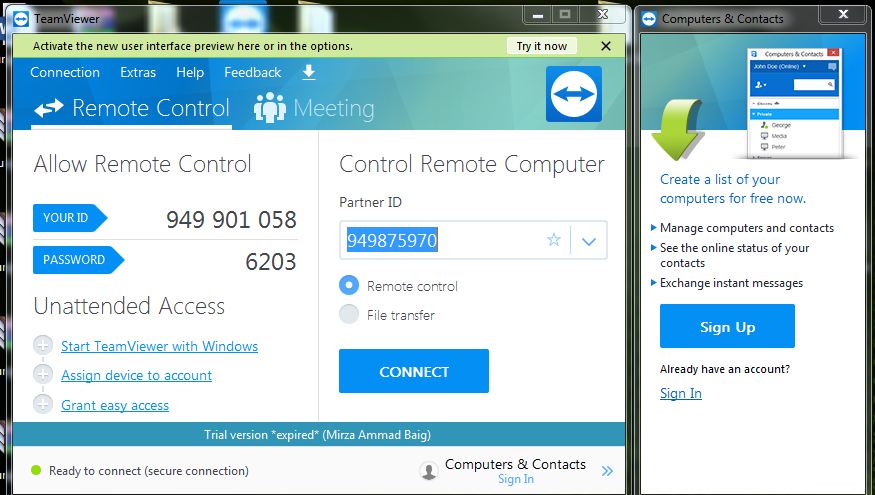 TeamViewer
Activate the new user interface preview here or in the options.
Try it now
Connection Extras Help Feedback
Remote Control Meeting
Allow Remote Control
YOUR ID 949 901 058
PASSWORD 6203
Unattended Access
Start TeamViewer with Windows
Assign device to account
Grant easy access
Control Remote Computer
Partner ID
949875970
Remote control
File transfer
CONNECT
Trial version *expired* (Mirza Ammad Baig)
Ready to connect (secure connection)
Computers & Contacts
Sign In
Computers & Contacts
Computers & Contacts
John Doe (Online)
Private
George
Media
Peter
Create a list of your
computers for free now.
Manage computers and contacts
See the online status of your
contacts
Exchange instant messages
Sign Up
Already have an account?
Sign In